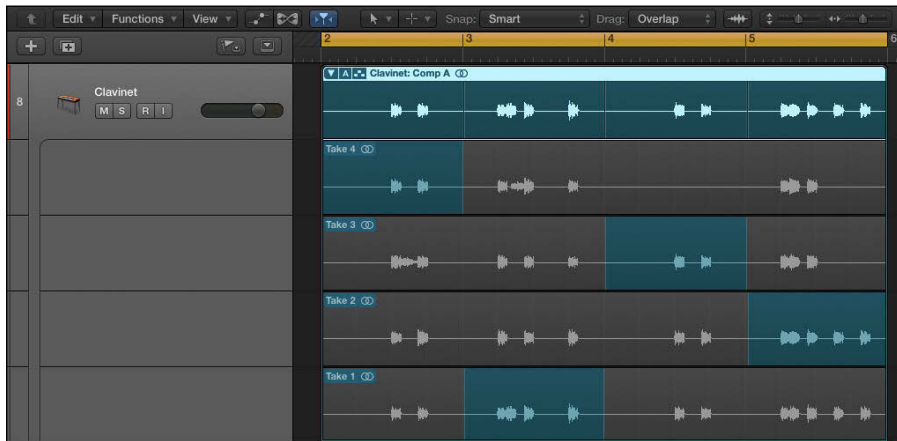 Edit Functions View Snap: Smart Drag: Overlap
2 3 4 5 6
Clavinet: Comp A
A
8 Clavinet
M S R I
Take 4
Take 3
Take 2
Take 1